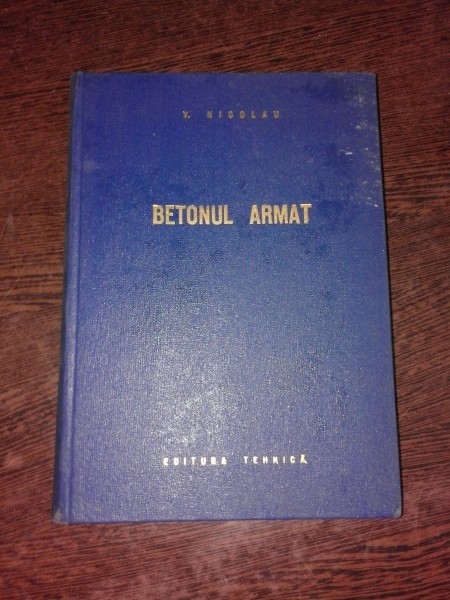 V. NICOLAU
BETONUL ARMAT
EDITURA TEHNICĂ